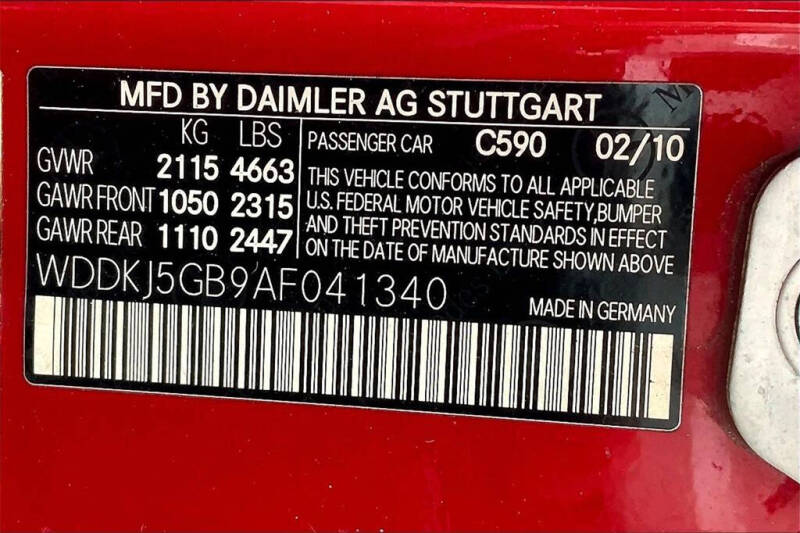 MFD BY DAIMLER AG STUTTGART
KG LBS
GVWR 2115 4663
GAWR FRONT 1050 2315
GAWR REAR 1110 2447
PASSENGER CAR C590 02/10
THIS VEHICLE CONFORMS TO ALL APPLICABLE
U.S. FEDERAL MOTOR VEHICLE SAFETY,BUMPER
AND THEFT PREVENTION STANDARDS IN EFFECT
ON THE DATE OF MANUFACTURE SHOWN ABOVE
WDDKJ5GB9AF041340
MADE IN GERMANY